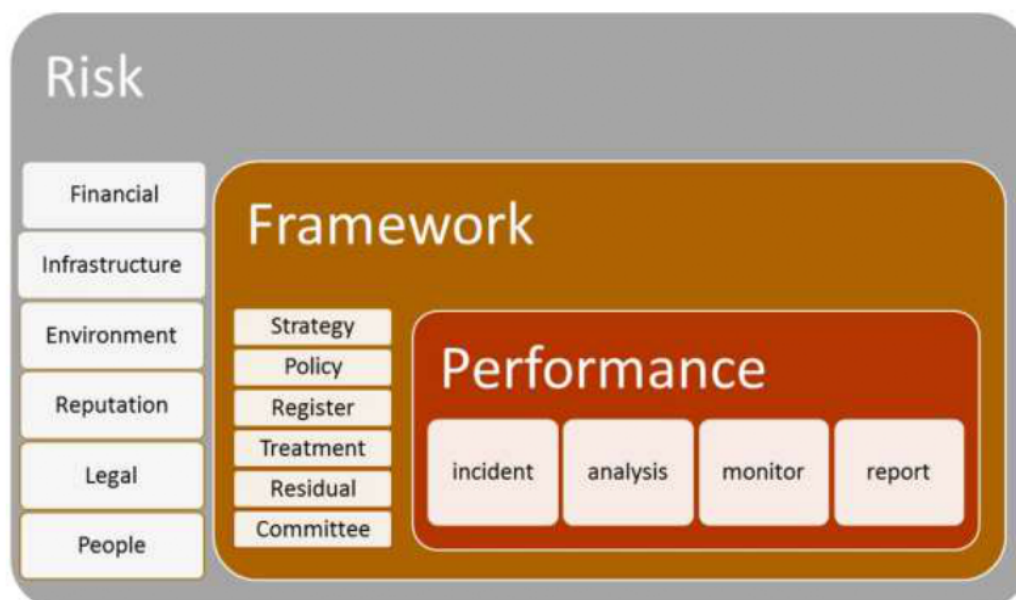 Risk
Financial
Infrastructure
Environment
Reputation
Legal
People
Framework
Strategy
Policy
Register
Treatment
Residual
Committee
Performance
incident
analysis
monitor
report